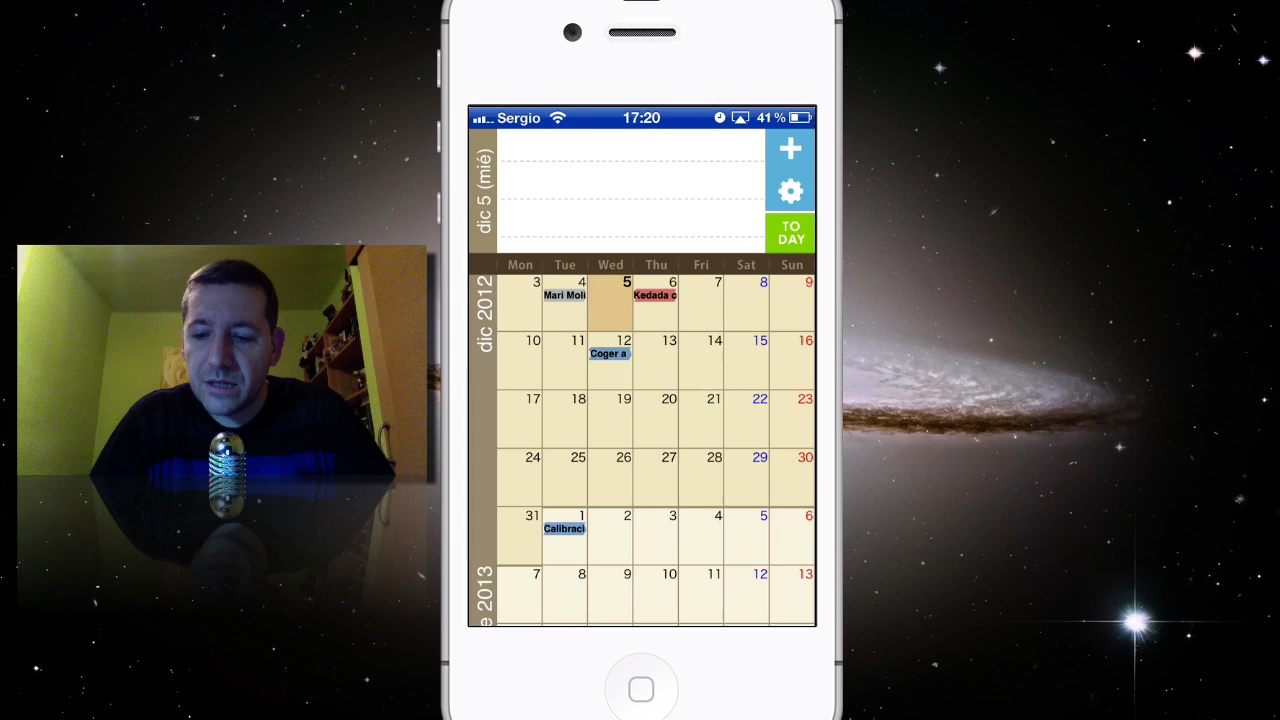 Sergio 17:20 41 %
dic 5 (mié)
TO
DAY
Mon Tue Wed Thu Fri Sat Sun
dic 2012
3 4 5 6 7 8 9
Mari Moli Kedada c
10 11 12 13 14 15 16
Coger a
17 18 19 20 21 22 23
24 25 26 27 28 29 30
31 1 2 3 4 5 6
Calibraci
e 2013
7 8 9 10 11 12 13